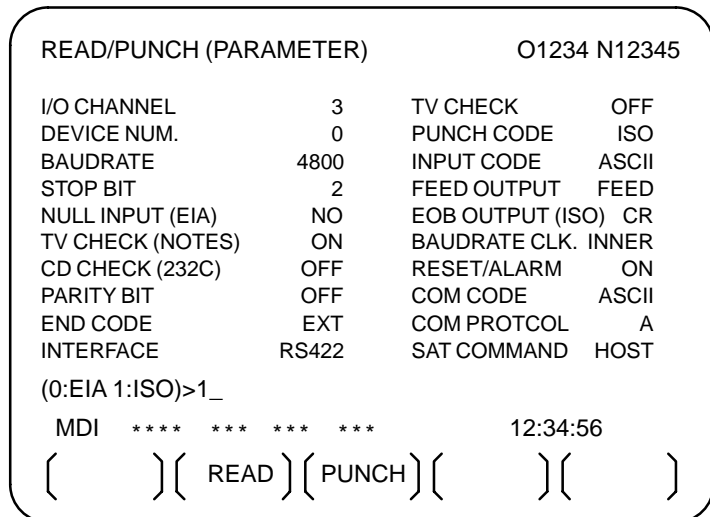 READ/PUNCH (PARAMETER) O1234 N12345
I/O CHANNEL 3 TV CHECK OFF
DEVICE NUM. 0 PUNCH CODE ISO
BAUDRATE 4800 INPUT CODE ASCII
STOP BIT 2 FEED OUTPUT FEED
NULL INPUT (EIA) NO EOB OUTPUT (ISO) CR
TV CHECK (NOTES) ON BAUDRATE CLK. INNER
CD CHECK (232C) OFF RESET/ALARM ON
PARITY BIT OFF COM CODE ASCII
END CODE EXT COM PROTCOL A
INTERFACE RS422 SAT COMMAND HOST
(0:EIA 1:ISO)>1_
MDI **** *** *** *** 12:34:56
[ ] [ READ ] [ PUNCH ] [ ] [ ]